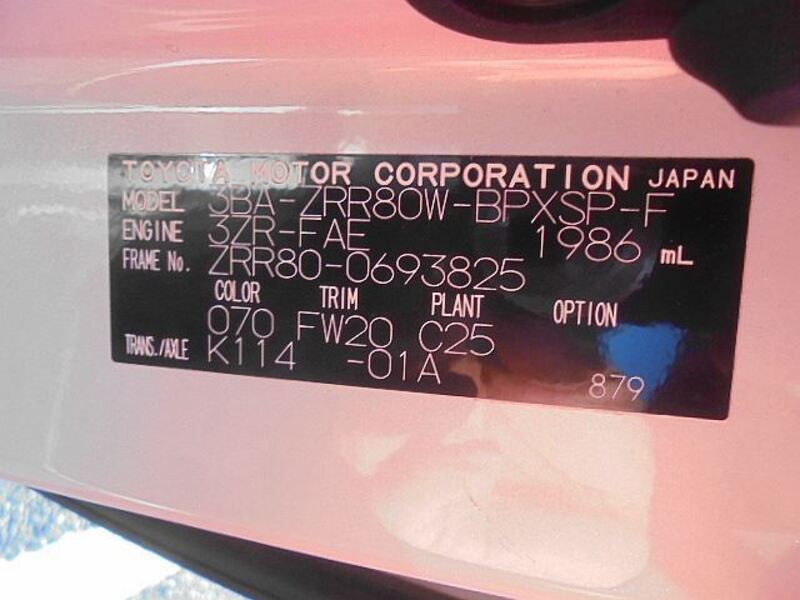 TOYOTA MOTOR CORPORATION JAPAN
MODEL 3BA-ZRR80W-BPXSP-F
ENGINE 3ZR-FAE 1986 mL
FRAME No. ZRR80-0693825
COLOR TRIM PLANT OPTION
070 FW20 C25
TRANS./AXLE K114 -01A
879